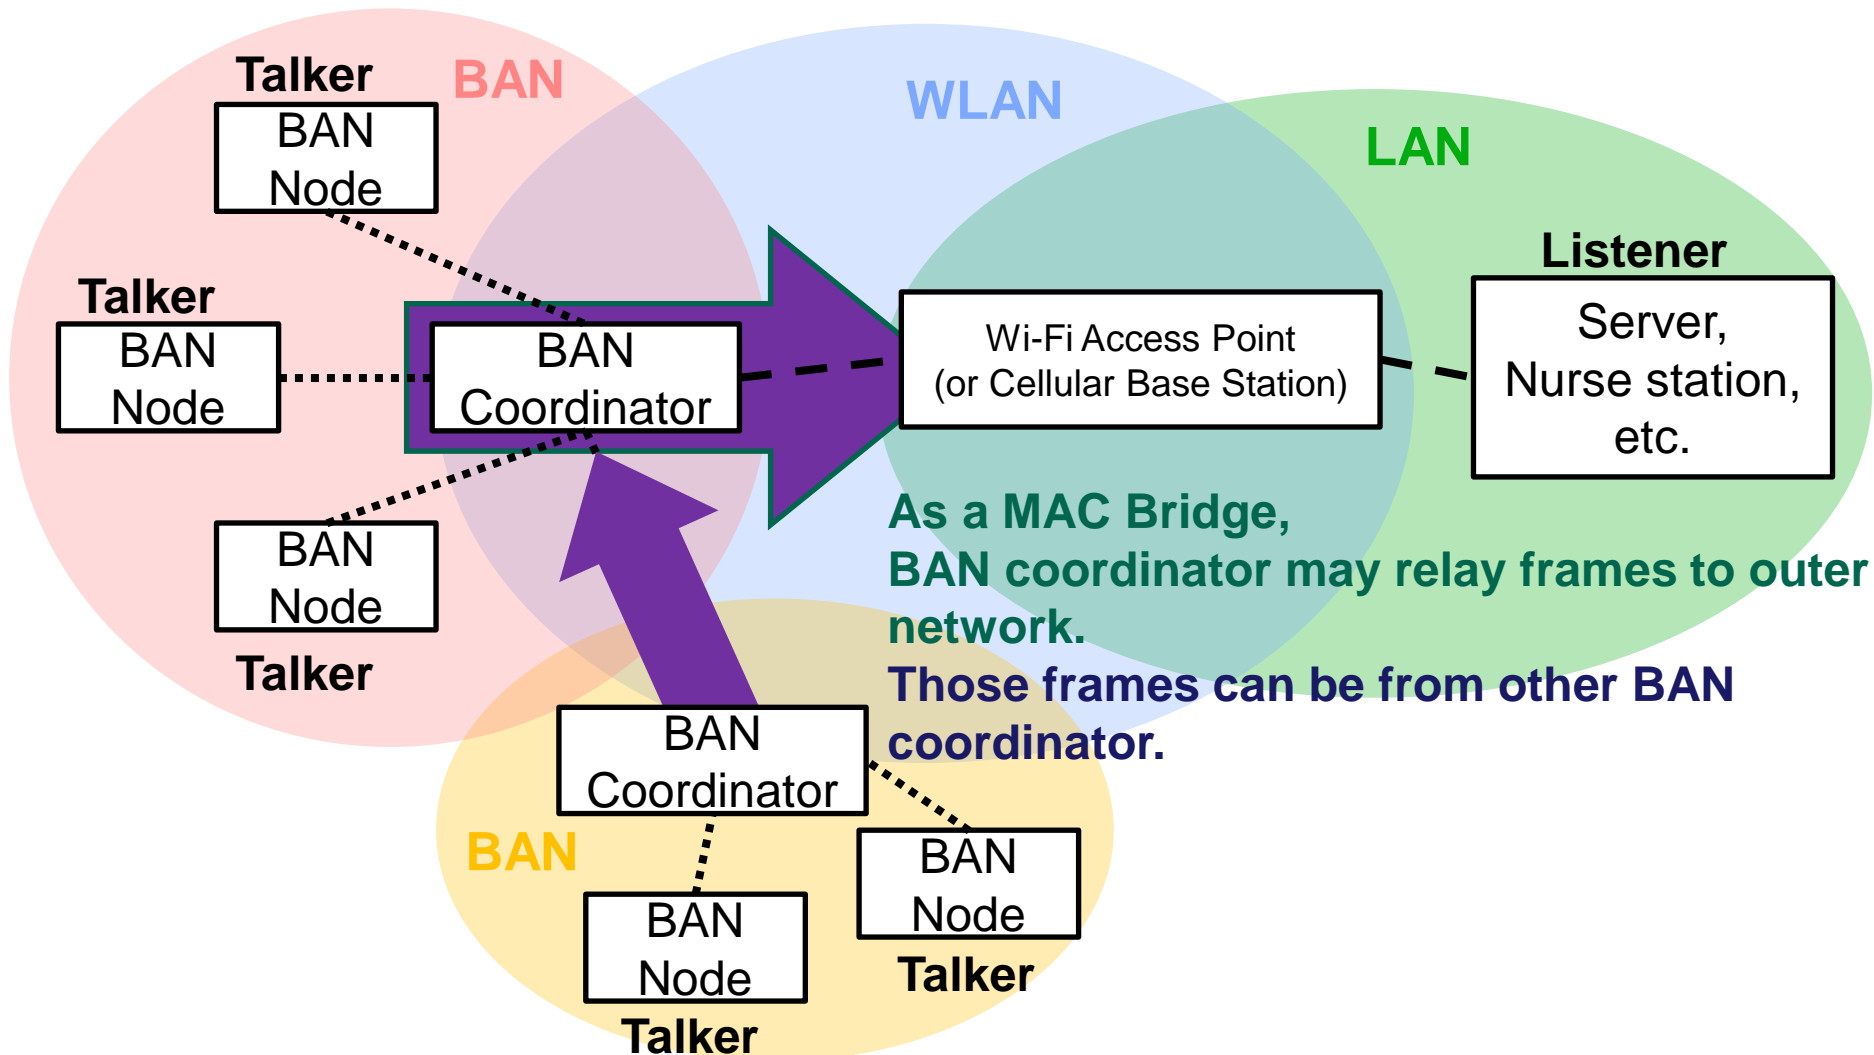 Talker
BAN
BAN
Node
WLAN
LAN
Talker
BAN
Node
BAN
Coordinator
Wi-Fi Access Point
(or Cellular Base Station)
Listener
Server,
Nurse station,
etc.
BAN
Node
Talker
As a MAC Bridge,
BAN coordinator may relay frames to outer
network.
Those frames can be from other BAN
coordinator.
BAN
Coordinator
BAN
BAN
Node
Talker
BAN
Node
Talker